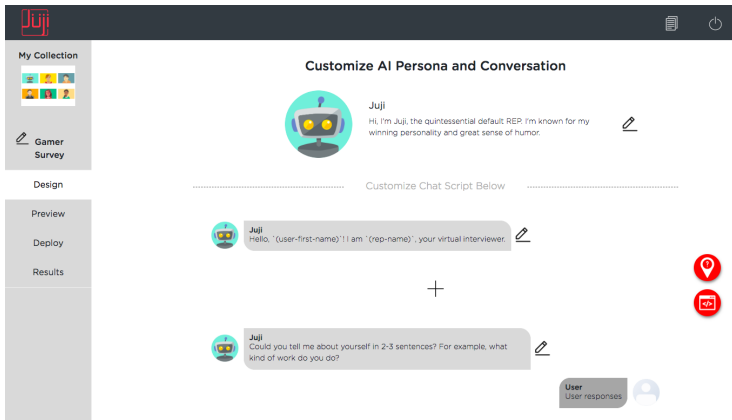 Juji
My Collection
Gamer
Survey
Design
Preview
Deploy
Results
Customize AI Persona and Conversation
Juji
Hi, I'm Juji, the quintessential default REP. I'm known for my
winning personality and great sense of humor.
Customize Chat Script Below
Juji
Hello, `(user-first-name)`! I am `(rep-name)`, your virtual interviewer.
Juji
Could you tell me about yourself in 2-3 sentences? For example, what
kind of work do you do?
User
User responses